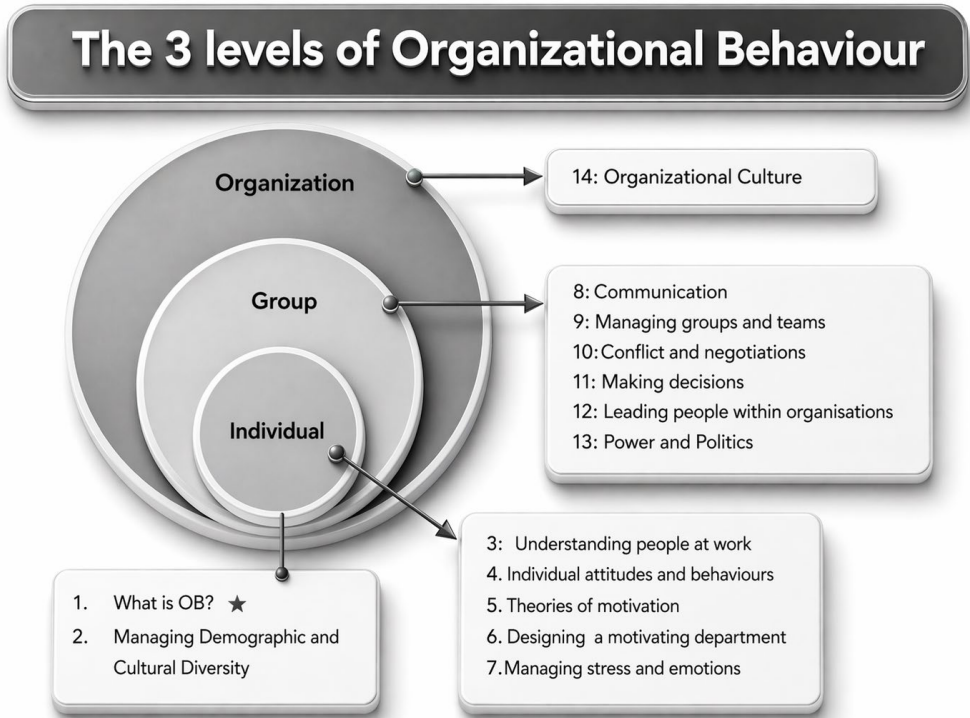 The 3 levels of Organizational Behaviour
Organization
14: Organizational Culture
Group
8: Communication
9: Managing groups and teams
10: Conflict and negotiations
11: Making decisions
12: Leading people within organisations
13: Power and Politics
Individual
3: Understanding people at work
4. Individual attitudes and behaviours
5. Theories of motivation
6. Designing a motivating department
7. Managing stress and emotions
1. What is OB? ★
2. Managing Demographic and
Cultural Diversity